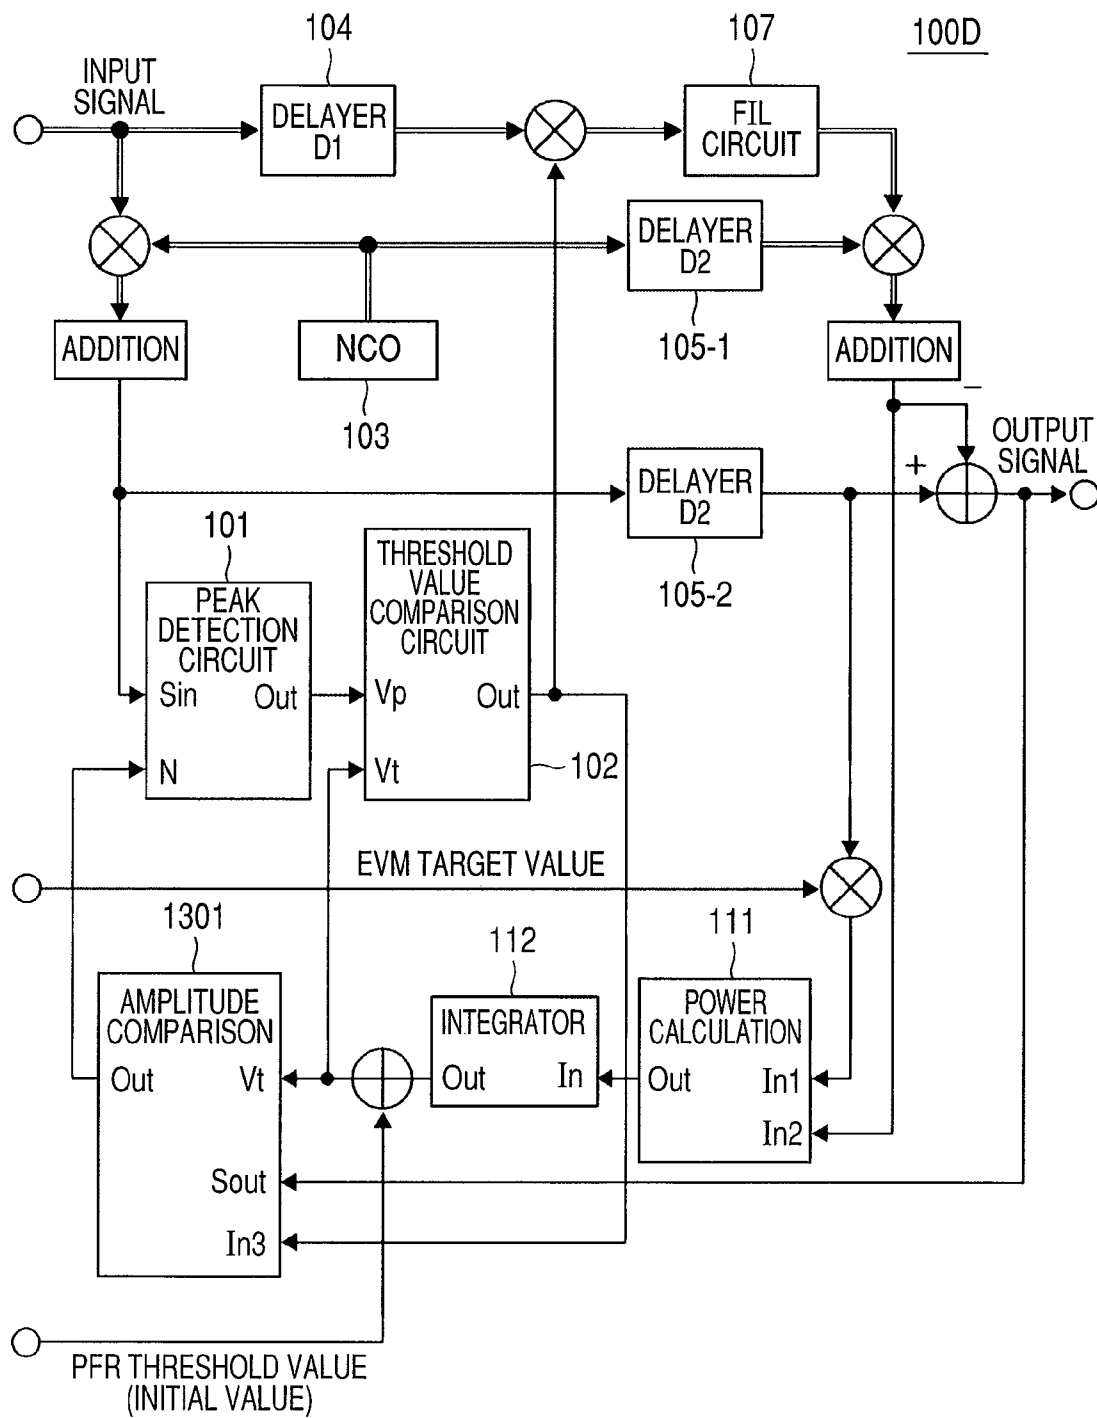 104
107
100D
INPUT
SIGNAL
DELAYER
D1
FIL
CIRCUIT
DELAYER
D2
105-1
ADDITION
NCO
103
ADDITION
−
OUTPUT
SIGNAL
+
DELAYER
D2
105-2
101
PEAK
DETECTION
CIRCUIT
Sin
Out
N
THRESHOLD
VALUE
COMPARISON
CIRCUIT
Vp
Out
Vt
102
EVM TARGET VALUE
1301
AMPLITUDE
COMPARISON
Out
Vt
Sout
In3
112
INTEGRATOR
Out
In
111
POWER
CALCULATION
Out
In1
In2
PFR THRESHOLD VALUE
(INITIAL VALUE)